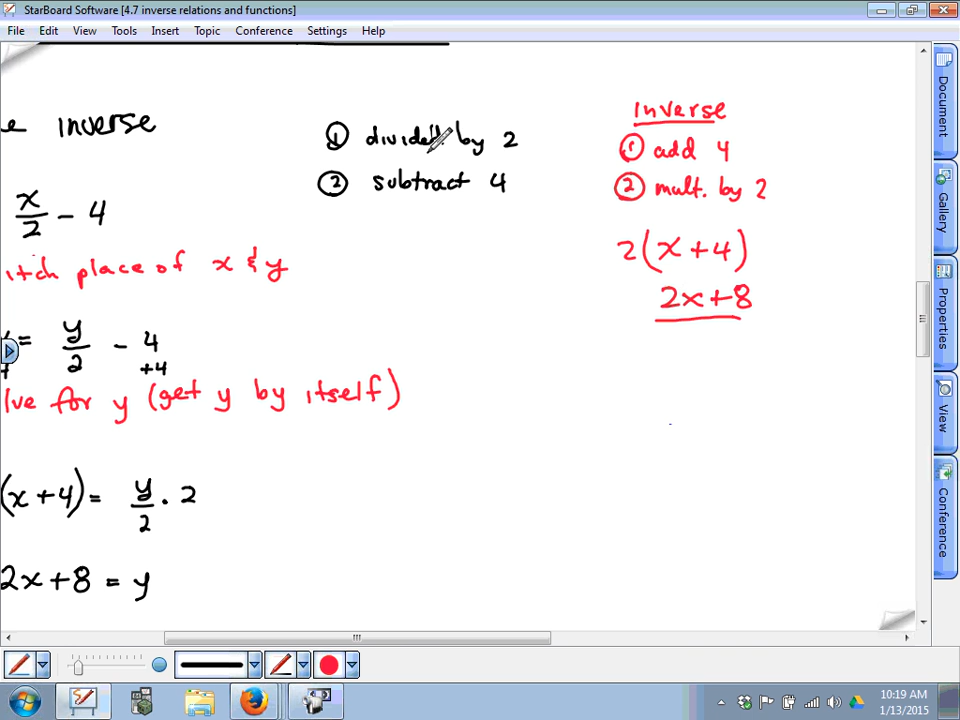 StarBoard Software [4.7 inverse relations and functions]
File Edit View Tools Insert Topic Conference Settings Help
e inverse
x/2 - 4
itch place of x & y
= y/2 - 4
+4
lve for y (get y by itself)
(x + 4) = y/2 . 2
2x + 8 = y
① divided by 2
② subtract 4
Inverse
① add 4
② mult. by 2
2(x + 4)
2x + 8
Document
Gallery
Properties
View
Conference
10:19 AM
1/13/2015